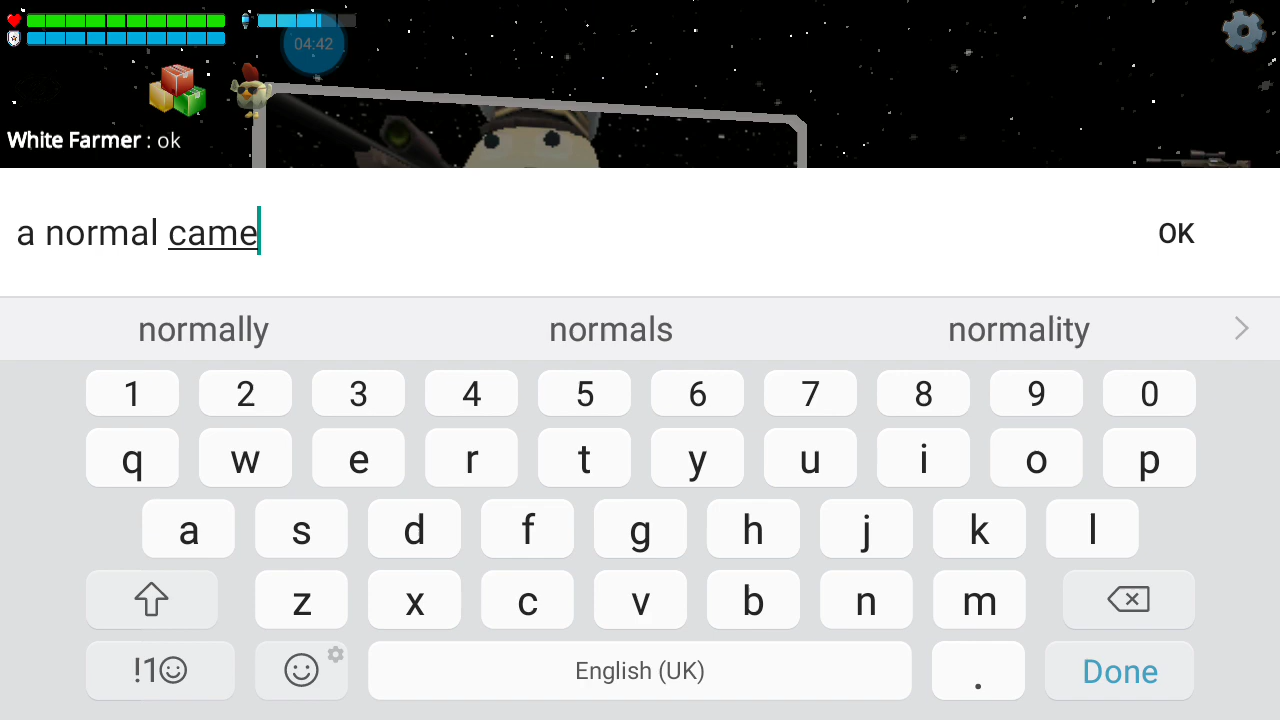 04:42
White Farmer : ok
a normal came
OK
normally normals normality
1 2 3 4 5 6 7 8 9 0
q w e r t y u i o p
a s d f g h j k l
z x c v b n m
!1☺ English (UK) . Done